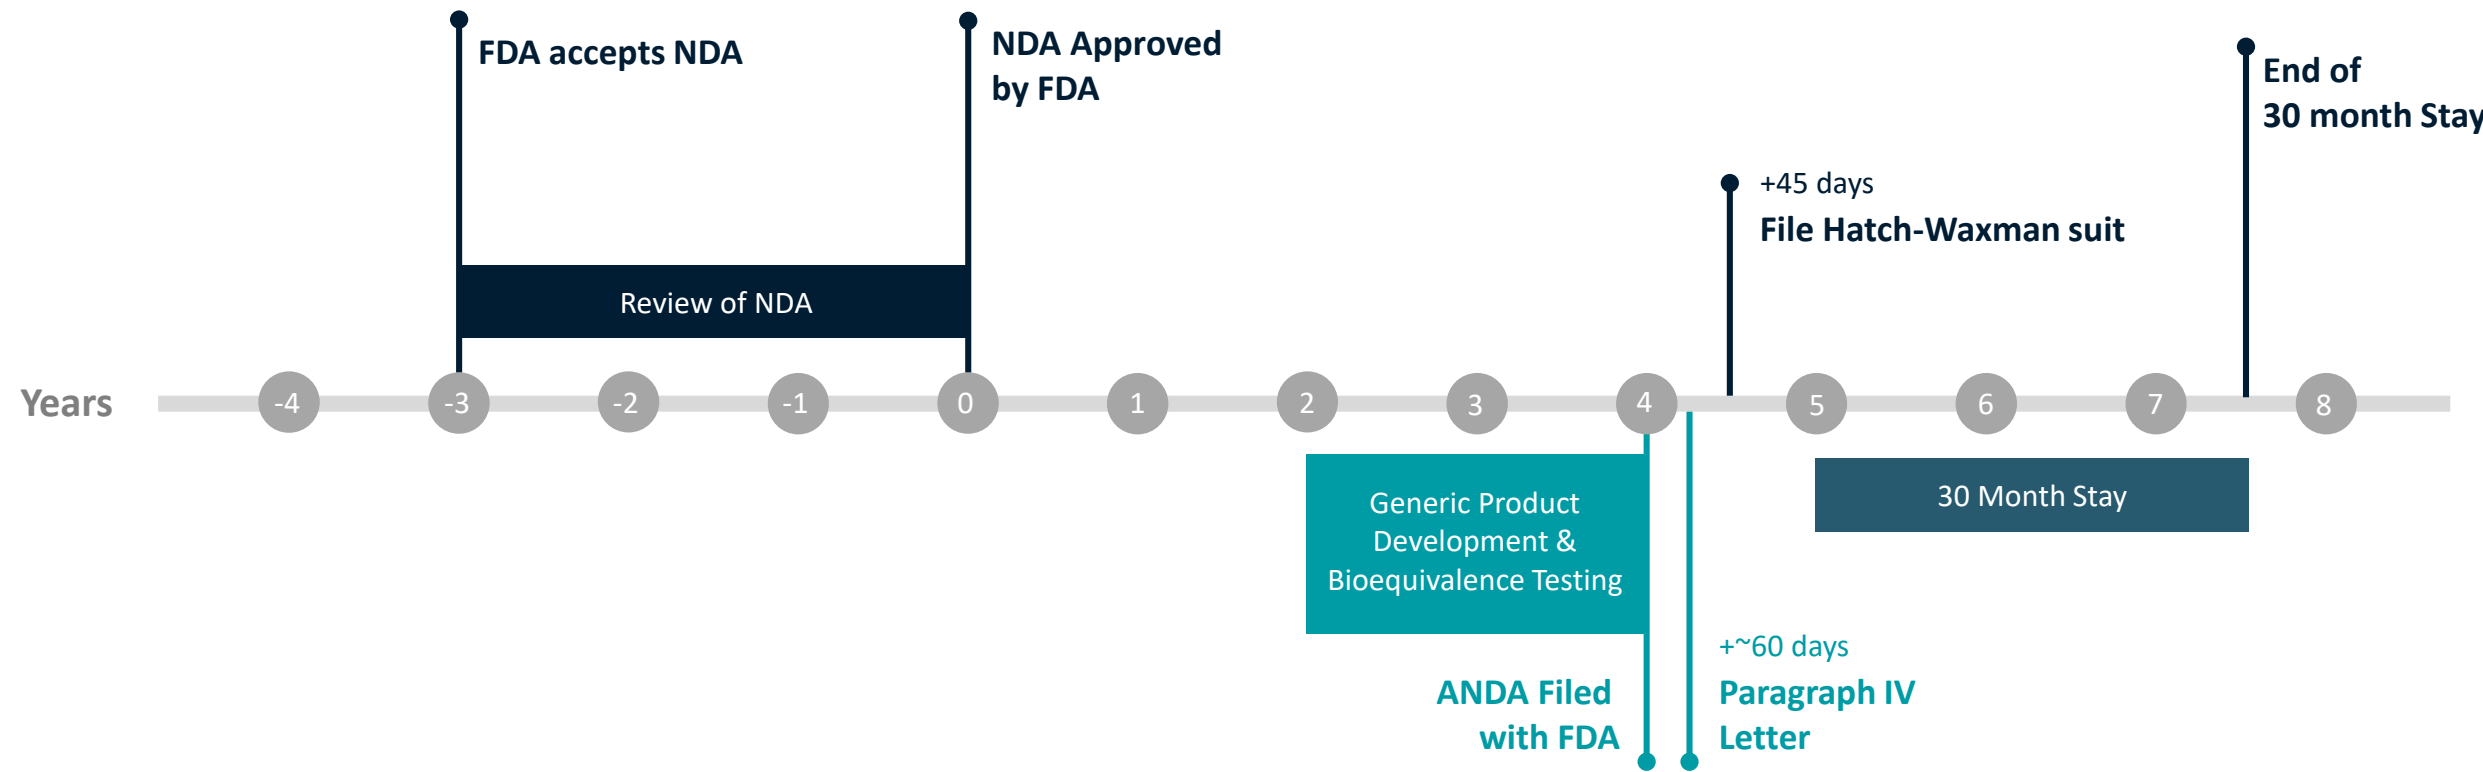 FDA accepts NDA
NDA Approved
by FDA
End of
30 month Stay
+45 days
File Hatch-Waxman suit
Review of NDA
Years
-4
-3
-2
-1
0
1
2
3
4
5
6
7
8
Generic Product
Development &
Bioequivalence Testing
30 Month Stay
ANDA Filed
with FDA
+~60 days
Paragraph IV
Letter